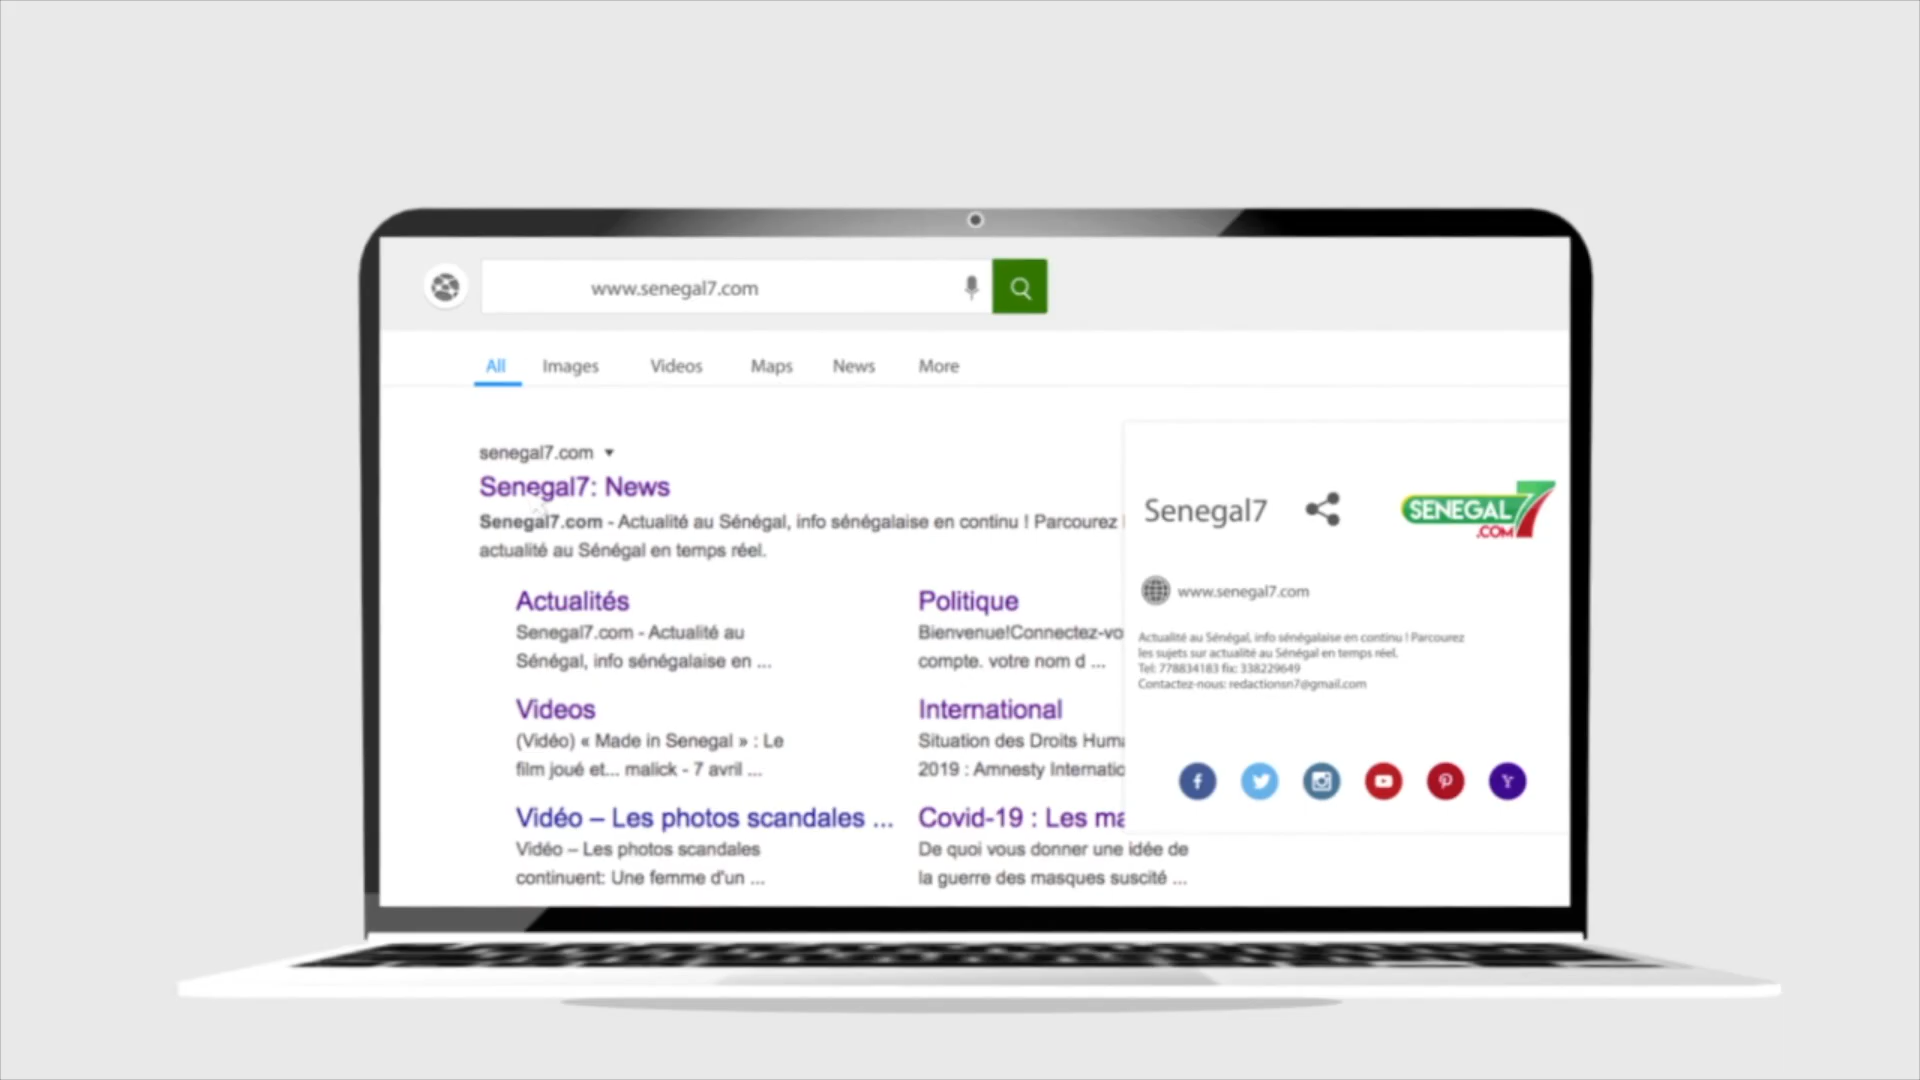 www.senegal7.com
All Images Videos Maps News More
senegal7.com
Senegal7: News
Senegal7.com - Actualité au Sénégal, info sénégalaise en continu ! Parcourez
actualité au Sénégal en temps réel.
Actualités
Senegal7.com - Actualité au
Sénégal, info sénégalaise en ...
Politique
Bienvenue!Connectez-vo
compte. votre nom d ...
Videos
(Vidéo) « Made in Senegal » : Le
film joué et... malick - 7 avril ...
International
Situation des Droits Huma
2019 : Amnesty Internatio
Vidéo – Les photos scandales ...
Vidéo – Les photos scandales
continuent: Une femme d'un ...
Covid-19 : Les ma
De quoi vous donner une idée de
la guerre des masques suscité ...
Senegal7
SENEGAL7
.COM
www.senegal7.com
Actualité au Sénégal, info sénégalaise en continu ! Parcourez
les sujets sur actualité au Sénégal en temps réel.
Tel: 778834183 fix: 338229649
Contactez-nous: redactionsn7@gmail.com